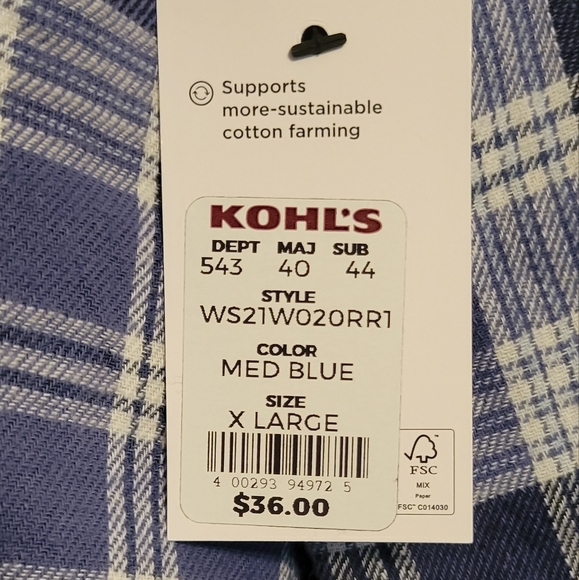 Supports
more-sustainable
cotton farming
KOHL'S
DEPT MAJ SUB
543 40 44
STYLE
WS21W020RR1
COLOR
MED BLUE
SIZE
X LARGE
4 00293 94972 5
$36.00
FSC
MIX
Paper
FSC™ C014030